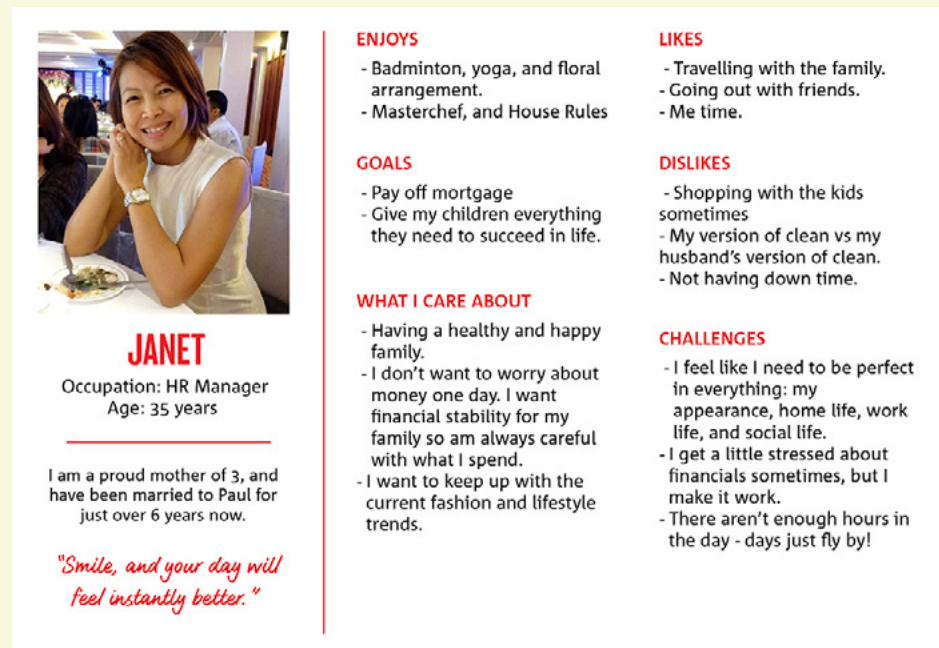 JANET
Occupation: HR Manager
Age: 35 years
I am a proud mother of 3, and
have been married to Paul for
just over 6 years now.
"Smile, and your day will
feel instantly better."
ENJOYS
- Badminton, yoga, and floral
arrangement.
- Masterchef, and House Rules
GOALS
- Pay off mortgage
- Give my children everything
they need to succeed in life.
WHAT I CARE ABOUT
- Having a healthy and happy
family.
- I don't want to worry about
money one day. I want
financial stability for my
family so am always careful
with what I spend.
- I want to keep up with the
current fashion and lifestyle
trends.
LIKES
- Travelling with the family.
- Going out with friends.
- Me time.
DISLIKES
- Shopping with the kids
sometimes
- My version of clean vs my
husband's version of clean.
- Not having down time.
CHALLENGES
- I feel like I need to be perfect
in everything: my
appearance, home life, work
life, and social life.
- I get a little stressed about
financials sometimes, but I
make it work.
- There aren't enough hours in
the day - days just fly by!